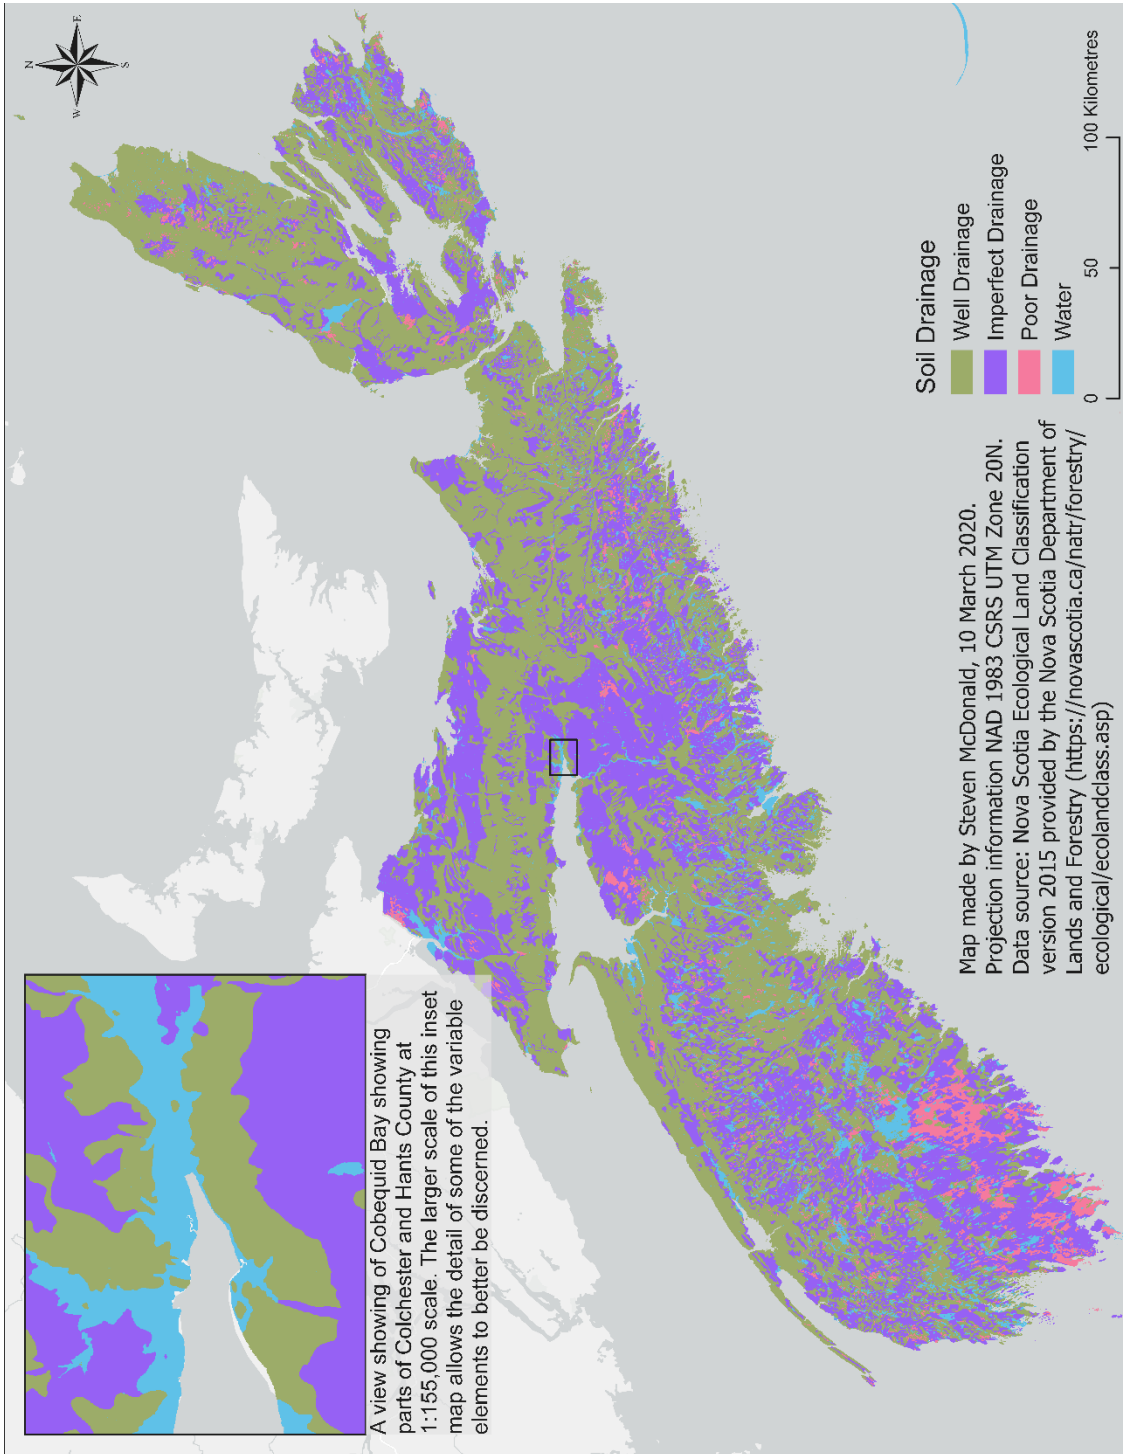 N
E
S
W
A view showing of Cobequid Bay showing
parts of Colchester and Hants County at
1:155,000 scale. The larger scale of this inset
map allows the detail of some of the variable
elements to better be discerned.
Map made by Steven McDonald, 10 March 2020.
Projection information NAD 1983 CSRS UTM Zone 20N.
Data source: Nova Scotia Ecological Land Classification
version 2015 provided by the Nova Scotia Department of
Lands and Forestry (https://novascotia.ca/natr/forestry/
ecological/ecolandclass.asp)
Soil Drainage
Well Drainage
Imperfect Drainage
Poor Drainage
Water
0 50 100 Kilometres